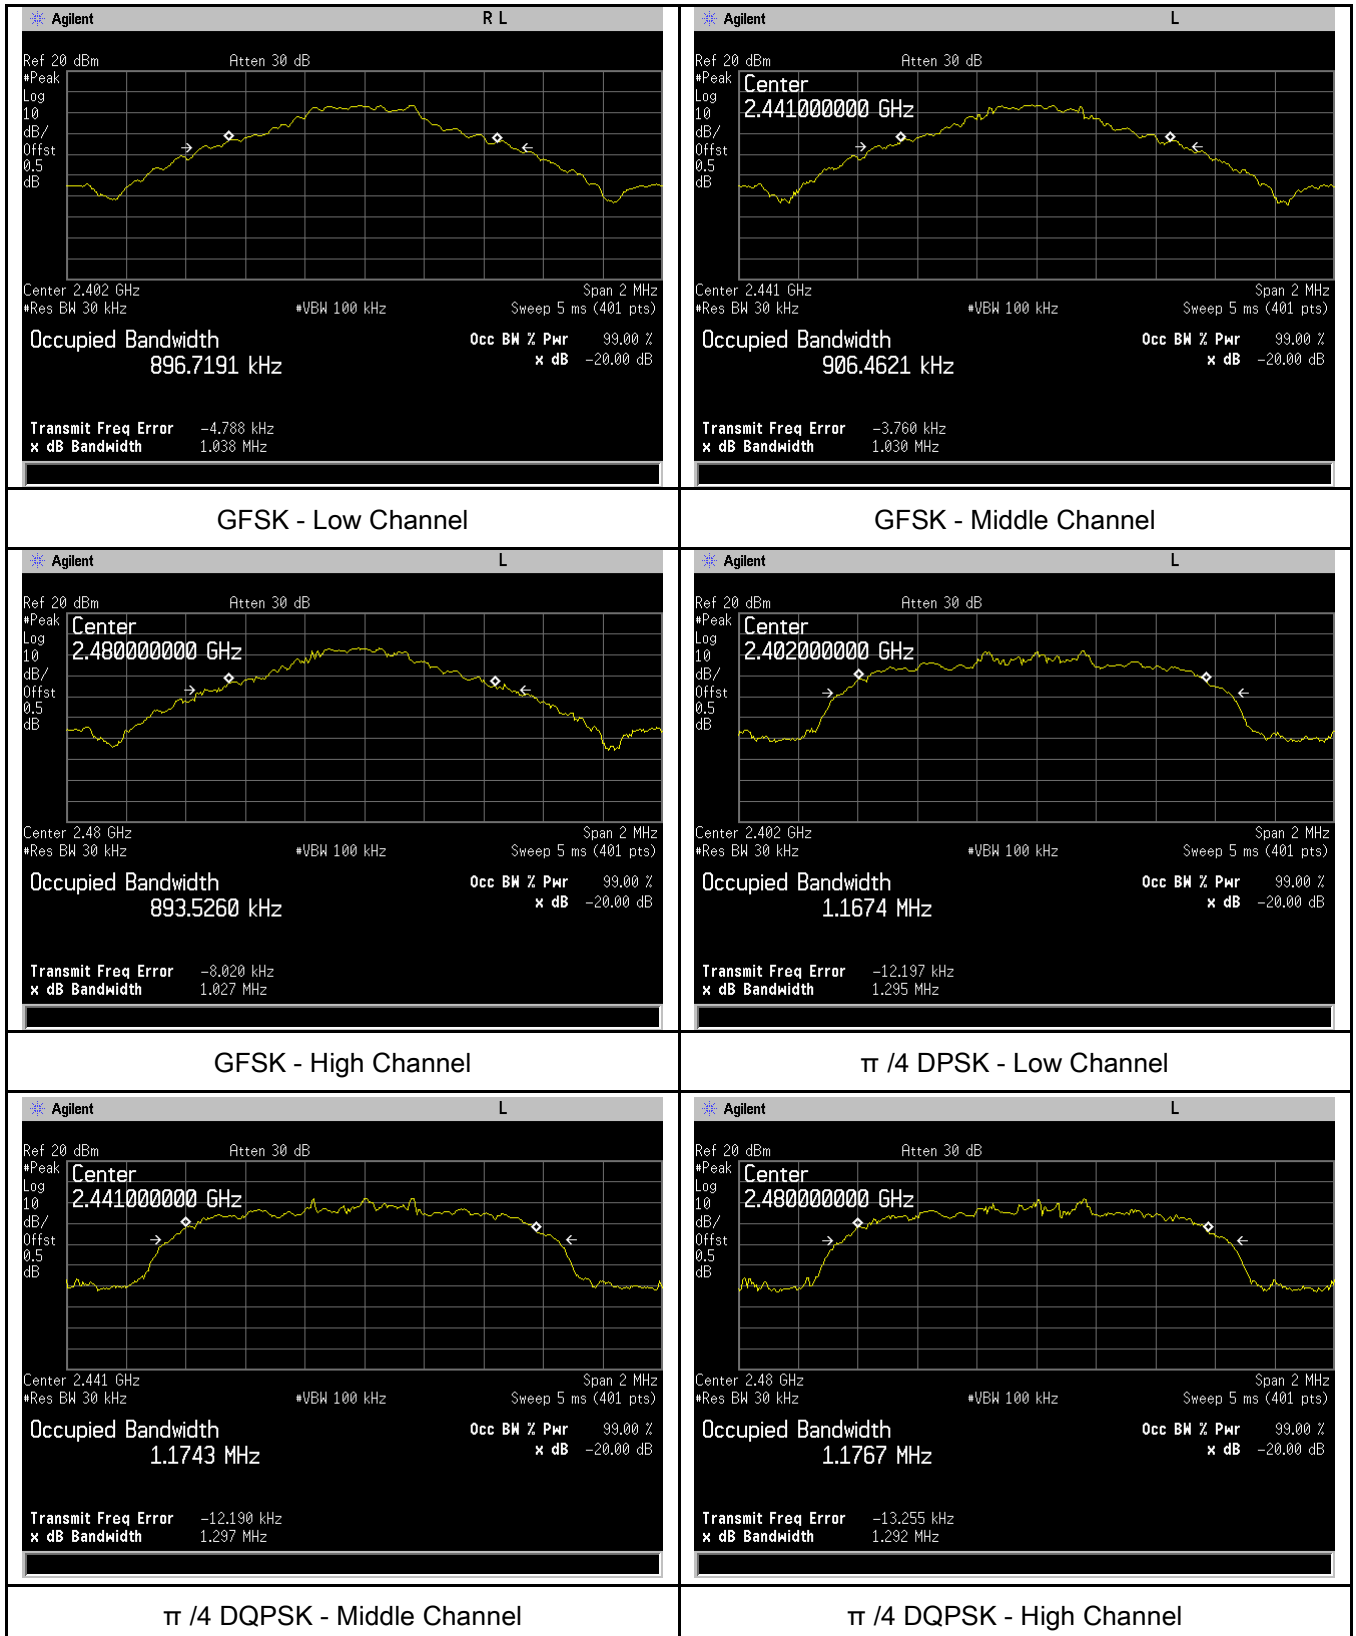 Agilent R L
Ref 20 dBm Atten 30 dB
#Peak
Log
10
dB/
Offst
0.5
dB
Center 2.402 GHz Span 2 MHz
#Res BW 30 kHz #VBW 100 kHz Sweep 5 ms (401 pts)
Occupied Bandwidth Occ BW % Pwr 99.00 %
896.7191 kHz x dB -20.00 dB
Transmit Freq Error -4.788 kHz
x dB Bandwidth 1.038 MHz
GFSK - Low Channel
Agilent L
Ref 20 dBm Atten 30 dB
#Peak
Log
10
dB/
Offst
0.5
dB
Center
2.441000000 GHz
Center 2.441 GHz Span 2 MHz
#Res BW 30 kHz #VBW 100 kHz Sweep 5 ms (401 pts)
Occupied Bandwidth Occ BW % Pwr 99.00 %
906.4621 kHz x dB -20.00 dB
Transmit Freq Error -3.760 kHz
x dB Bandwidth 1.030 MHz
GFSK - Middle Channel
Agilent L
Ref 20 dBm Atten 30 dB
#Peak
Log
10
dB/
Offst
0.5
dB
Center
2.480000000 GHz
Center 2.48 GHz Span 2 MHz
#Res BW 30 kHz #VBW 100 kHz Sweep 5 ms (401 pts)
Occupied Bandwidth Occ BW % Pwr 99.00 %
893.5260 kHz x dB -20.00 dB
Transmit Freq Error -8.020 kHz
x dB Bandwidth 1.027 MHz
GFSK - High Channel
Agilent L
Ref 20 dBm Atten 30 dB
#Peak
Log
10
dB/
Offst
0.5
dB
Center
2.402000000 GHz
Center 2.402 GHz Span 2 MHz
#Res BW 30 kHz #VBW 100 kHz Sweep 5 ms (401 pts)
Occupied Bandwidth Occ BW % Pwr 99.00 %
1.1674 MHz x dB -20.00 dB
Transmit Freq Error -12.197 kHz
x dB Bandwidth 1.295 MHz
π /4 DPSK - Low Channel
Agilent L
Ref 20 dBm Atten 30 dB
#Peak
Log
10
dB/
Offst
0.5
dB
Center
2.441000000 GHz
Center 2.441 GHz Span 2 MHz
#Res BW 30 kHz #VBW 100 kHz Sweep 5 ms (401 pts)
Occupied Bandwidth Occ BW % Pwr 99.00 %
1.1743 MHz x dB -20.00 dB
Transmit Freq Error -12.190 kHz
x dB Bandwidth 1.297 MHz
π /4 DQPSK - Middle Channel
Agilent L
Ref 20 dBm Atten 30 dB
#Peak
Log
10
dB/
Offst
0.5
dB
Center
2.480000000 GHz
Center 2.48 GHz Span 2 MHz
#Res BW 30 kHz #VBW 100 kHz Sweep 5 ms (401 pts)
Occupied Bandwidth Occ BW % Pwr 99.00 %
1.1767 MHz x dB -20.00 dB
Transmit Freq Error -13.255 kHz
x dB Bandwidth 1.292 MHz
π /4 DQPSK - High Channel